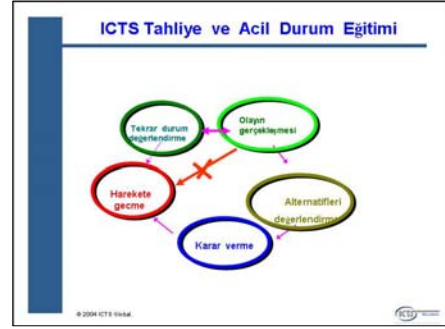 ICTS Tahliye ve Acil Durum Eğitimi
Tekrar durum
değerlendirme
Olayın
gerçekleşmesi
Harekete
geçme
Alternatifleri
değerlendirme
Karar verme
© 2004 ICTS Global.
ICTS